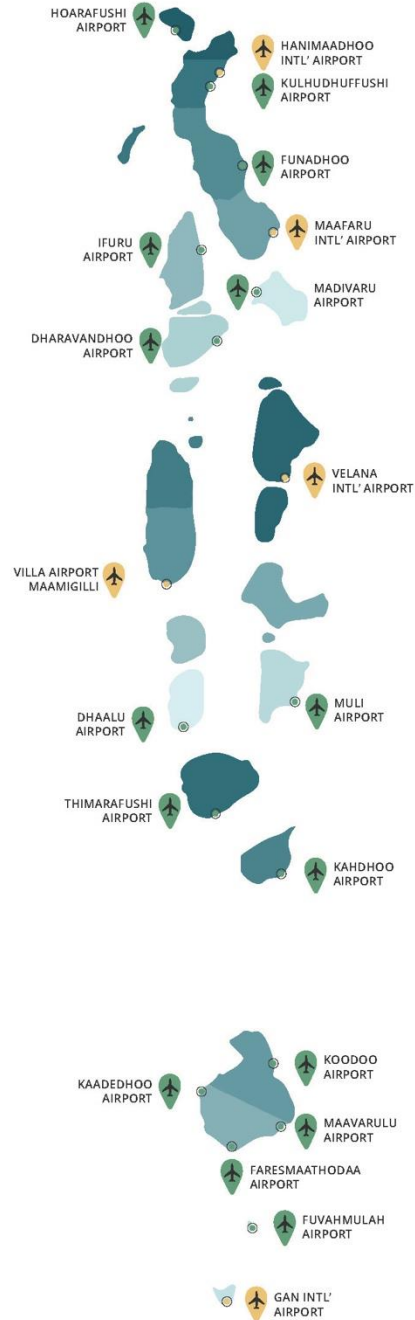 HOARAFUSHI
AIRPORT
HANIMAADHOO
INTL' AIRPORT
KULHUDHUFFUSHI
AIRPORT
FUNADHOO
AIRPORT
MAAFARU
INTL' AIRPORT
IFURU
AIRPORT
MADIVARU
AIRPORT
DHARAVANDHOO
AIRPORT
VELANA
INTL' AIRPORT
VILLA AIRPORT
MAAMIGILLI
MULI
AIRPORT
DHAALU
AIRPORT
THIMARAFUSHI
AIRPORT
KAHDHOO
AIRPORT
KOODOO
AIRPORT
KAADEDHOO
AIRPORT
MAAVARULU
AIRPORT
FARESMAATHODAA
AIRPORT
FUVAHMULAH
AIRPORT
GAN INTL'
AIRPORT